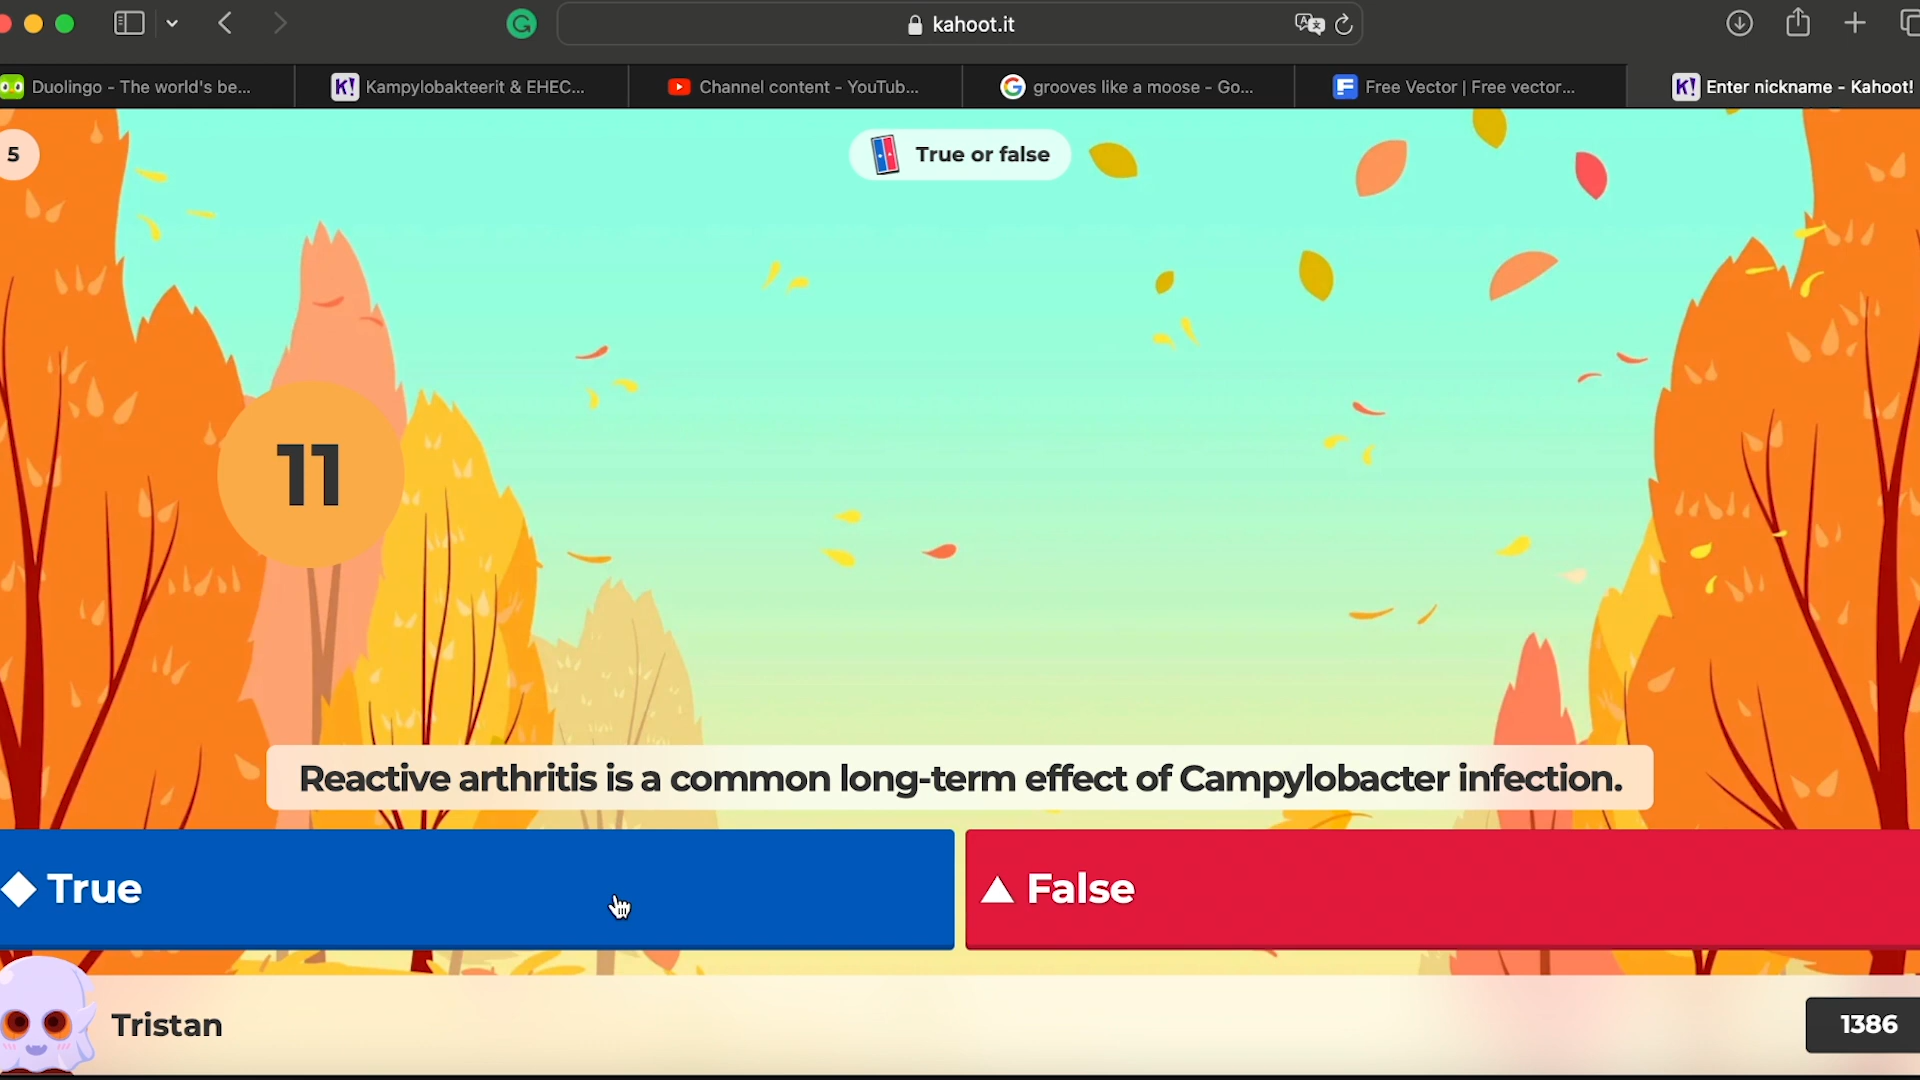 kahoot.it
Duolingo - The world's be...
K! Kampylobakteerit & EHEC...
Channel content - YouTub...
G grooves like a moose - Go...
F Free Vector | Free vector...
K! Enter nickname - Kahoot!
5
True or false
11
Reactive arthritis is a common long-term effect of Campylobacter infection.
True
False
Tristan
1386